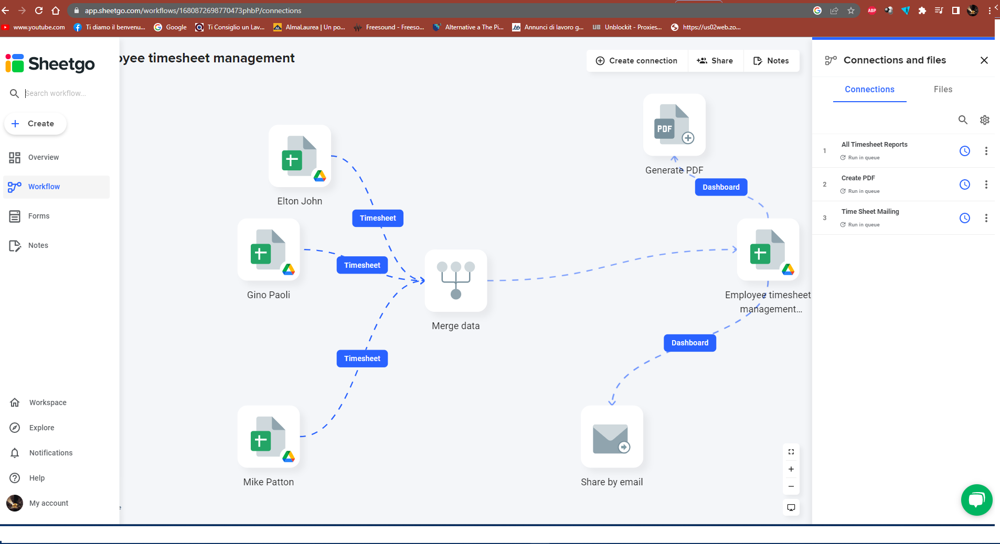 app.sheetgo.com/workflows/1680872698770473phbP/connections
ABP
www.youtube.com
Ti diamo il benvenu...
Google
Ti Consiglio un Lav...
AL AlmaLaurea | Un po...
Freesound - Freeso...
Alternative a The Pi...
Annunci di lavoro g...
UB Unblockit - Proxies...
https://us02web.zo...
Sheetgo
Search workflow...
Create
Overview
Workflow
Forms
Notes
Workspace
Explore
Notifications
Help
My account
oyee timesheet management
Create connection
Share
Notes
PDF
Generate PDF
Dashboard
Elton John
Timesheet
Gino Paoli
Timesheet
Merge data
Employee timesheet
management...
Dashboard
Timesheet
Mike Patton
Share by email
e
Connections and files
Connections
Files
1 All Timesheet Reports
Run in queue
2 Create PDF
Run in queue
3 Time Sheet Mailing
Run in queue